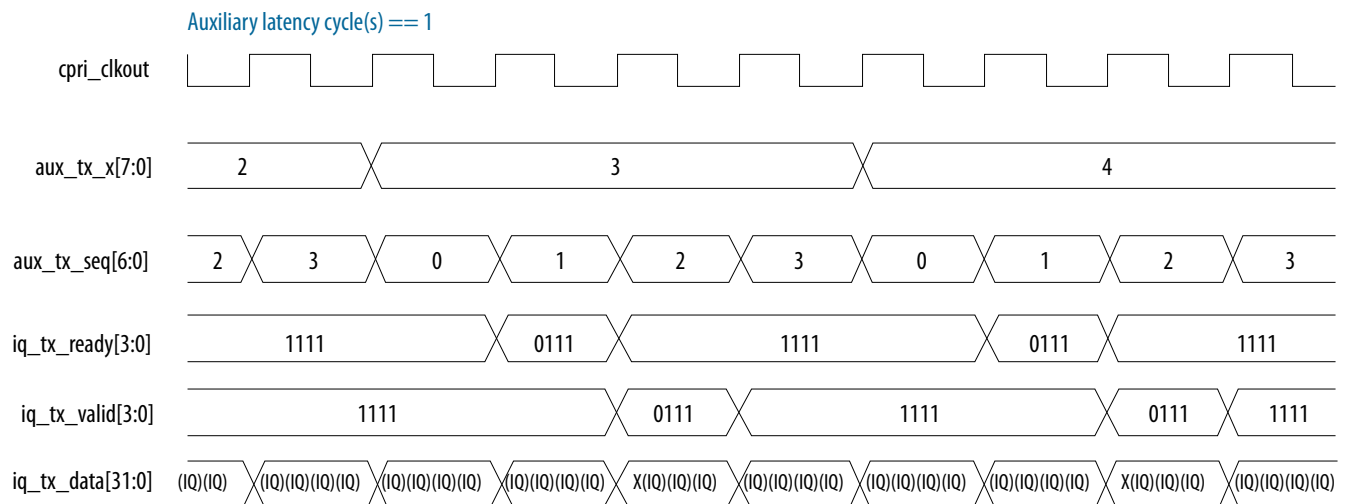 Auxiliary latency cycle(s) == 1
cpri_clkout
aux_tx_x[7:0] 2 3 4
aux_tx_seq[6:0] 2 3 0 1 2 3 0 1 2 3
iq_tx_ready[3:0] 1111 0111 1111 0111 1111
iq_tx_valid[3:0] 1111 0111 1111 0111 1111
iq_tx_data[31:0] (IQ)(IQ) (IQ)(IQ)(IQ)(IQ) (IQ)(IQ)(IQ)(IQ) (IQ)(IQ)(IQ)(IQ) X(IQ)(IQ)(IQ) (IQ)(IQ)(IQ)(IQ) (IQ)(IQ)(IQ)(IQ) (IQ)(IQ)(IQ)(IQ) X(IQ)(IQ)(IQ) (IQ)(IQ)(IQ)(IQ)